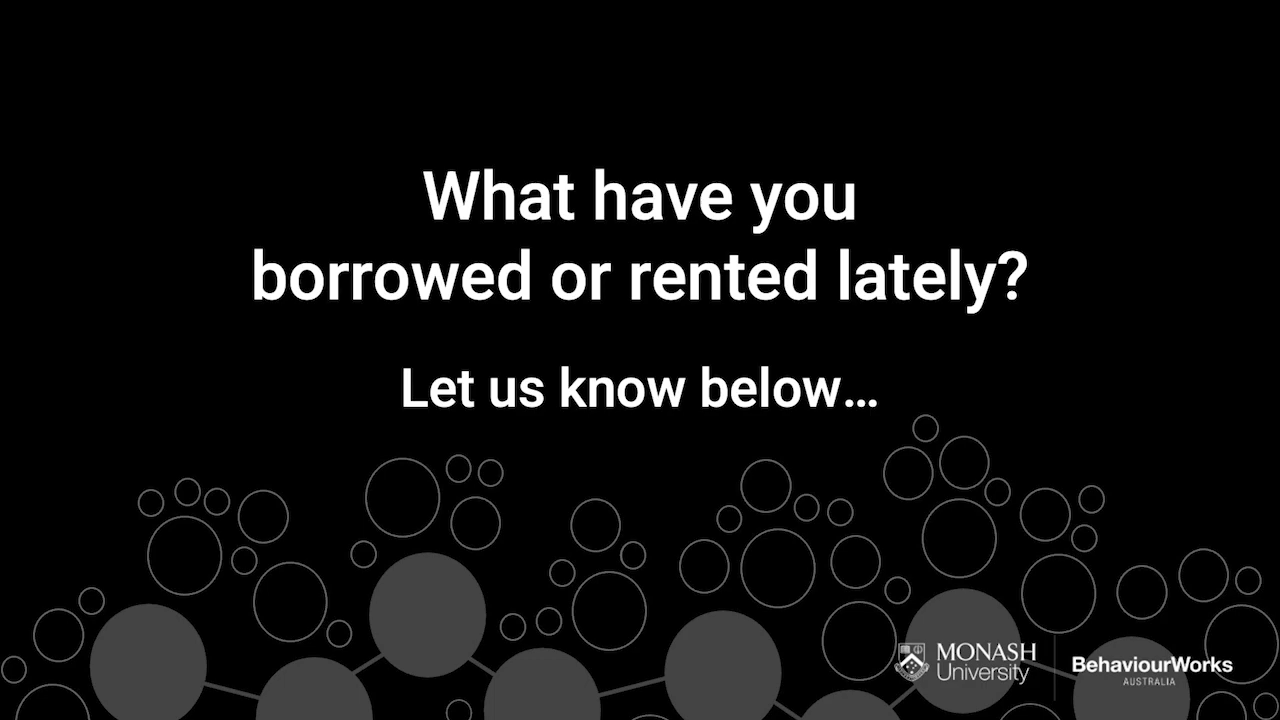 What have you
borrowed or rented lately?
Let us know below...
MONASH
University
BehaviourWorks
AUSTRALIA